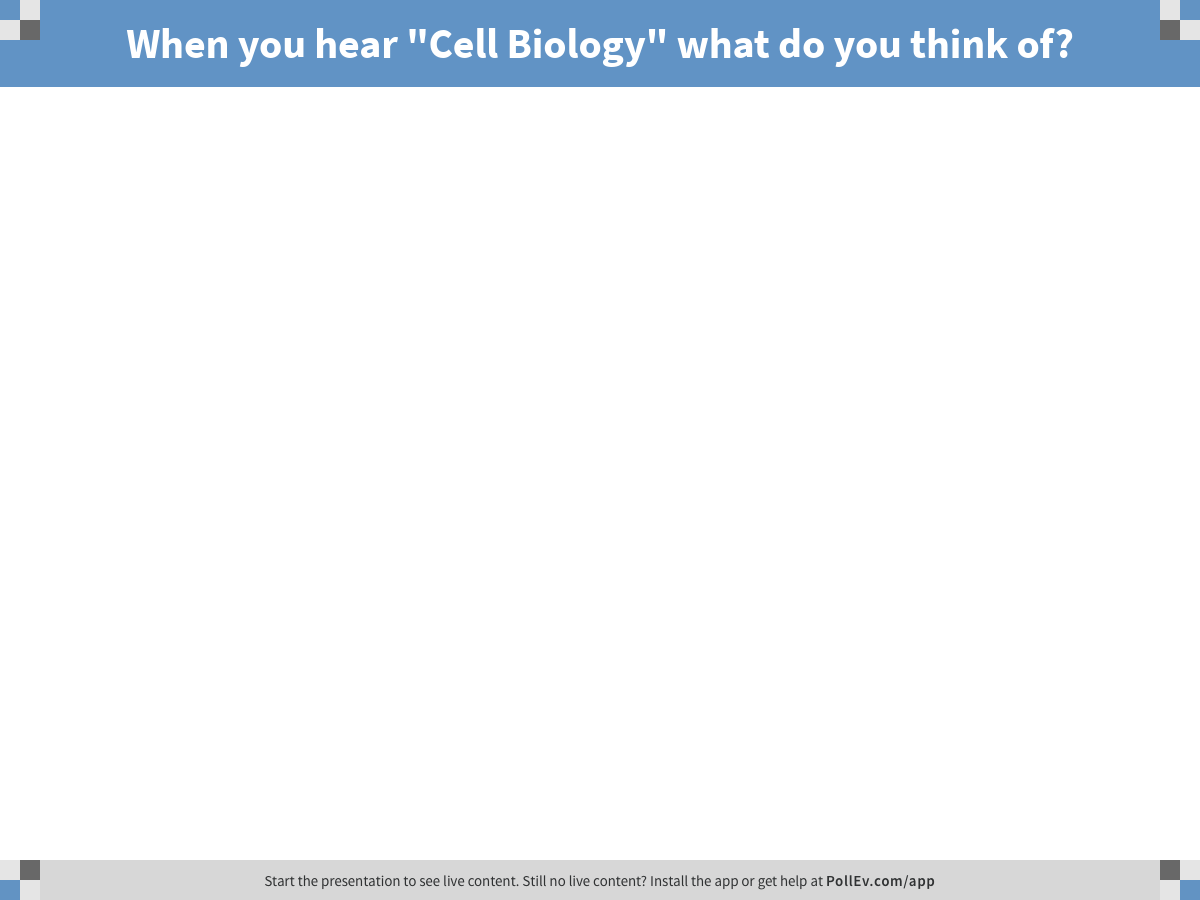 When you hear "Cell Biology" what do you think of?
Start the presentation to see live content. Still no live content? Install the app or get help at PollEv.com/app